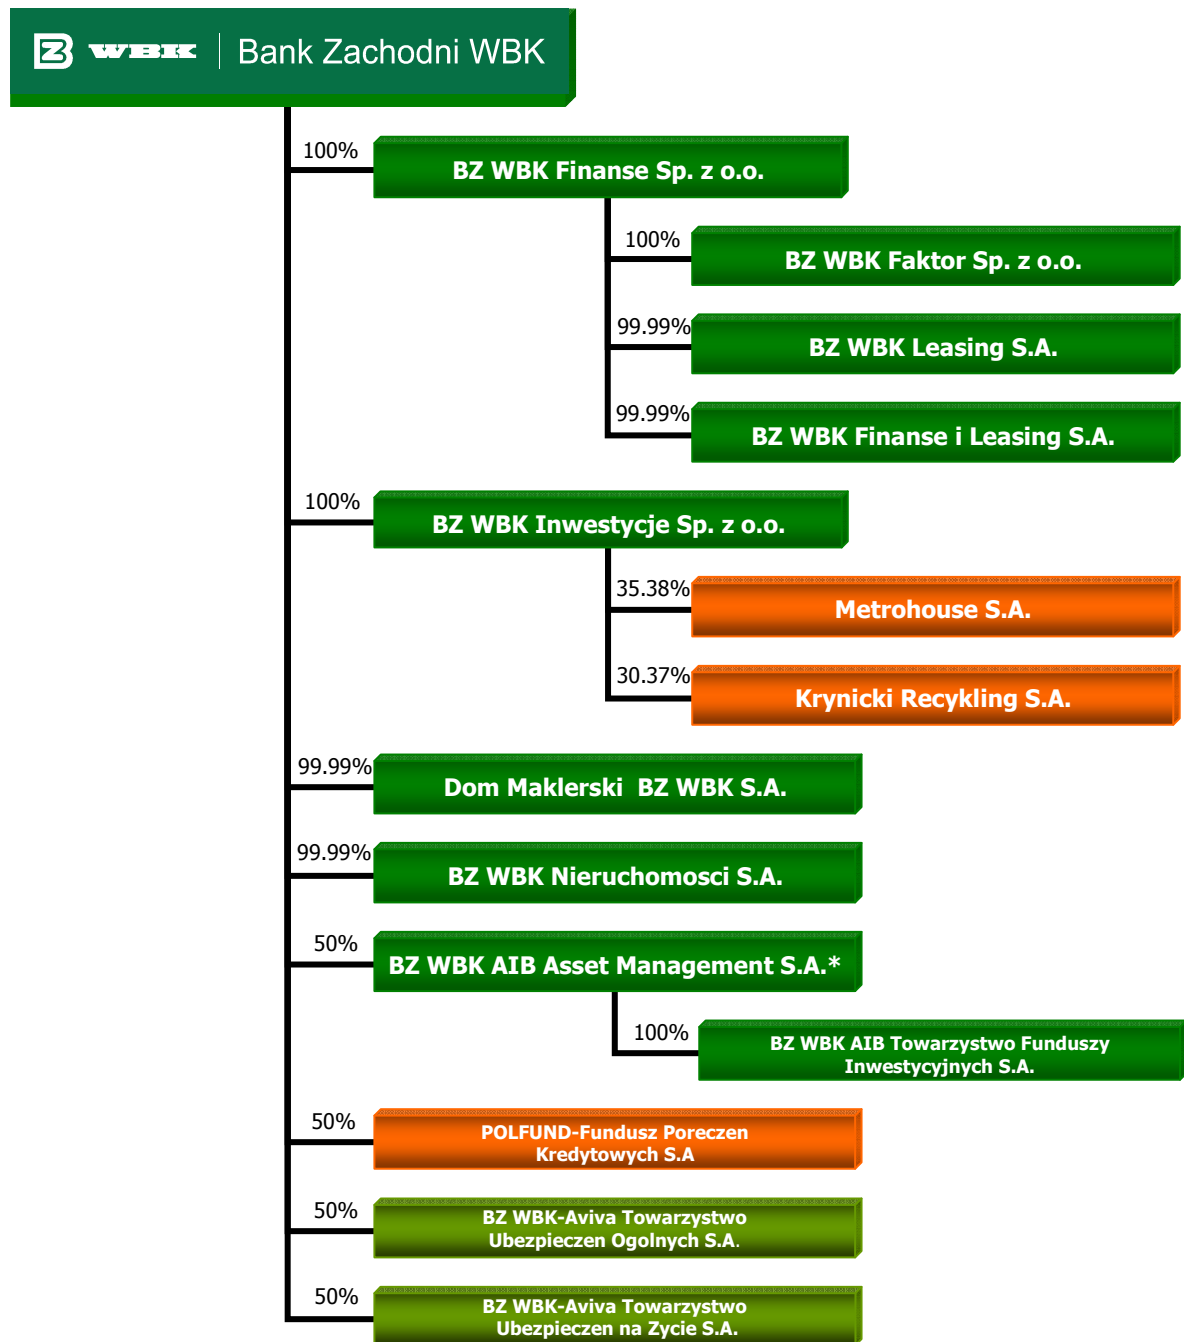 WBK Bank Zachodni WBK
100%
BZ WBK Finanse Sp. z o.o.
100%
BZ WBK Faktor Sp. z o.o.
99.99%
BZ WBK Leasing S.A.
99.99%
BZ WBK Finanse i Leasing S.A.
100%
BZ WBK Inwestycje Sp. z o.o.
35.38%
Metrohouse S.A.
30.37%
Krynicki Recykling S.A.
99.99%
Dom Maklerski BZ WBK S.A.
99.99%
BZ WBK Nieruchomosci S.A.
50%
BZ WBK AIB Asset Management S.A.*
100%
BZ WBK AIB Towarzystwo Funduszy
Inwestycyjnych S.A.
50%
POLFUND-Fundusz Poreczen
Kredytowych S.A
50%
BZ WBK-Aviva Towarzystwo
Ubezpieczen Ogolnych S.A.
50%
BZ WBK-Aviva Towarzystwo
Ubezpieczen na Zycie S.A.